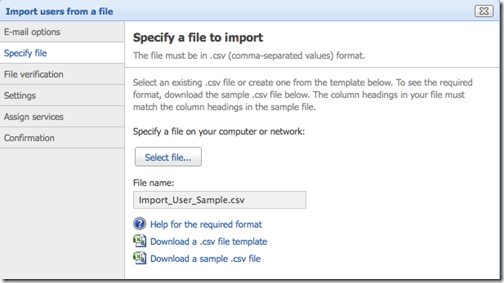 Import users from a file
E-mail options
Specify file
File verification
Settings
Assign services
Confirmation
Specify a file to import
The file must be in .csv (comma-separated values) format.
Select an existing .csv file or create one from the template below. To see the required
format, download the sample .csv file below. The column headings in your file must
match the column headings in the sample file.
Specify a file on your computer or network:
Select file...
File name:
Import_User_Sample.csv
Help for the required format
Download a .csv file template
Download a sample .csv file